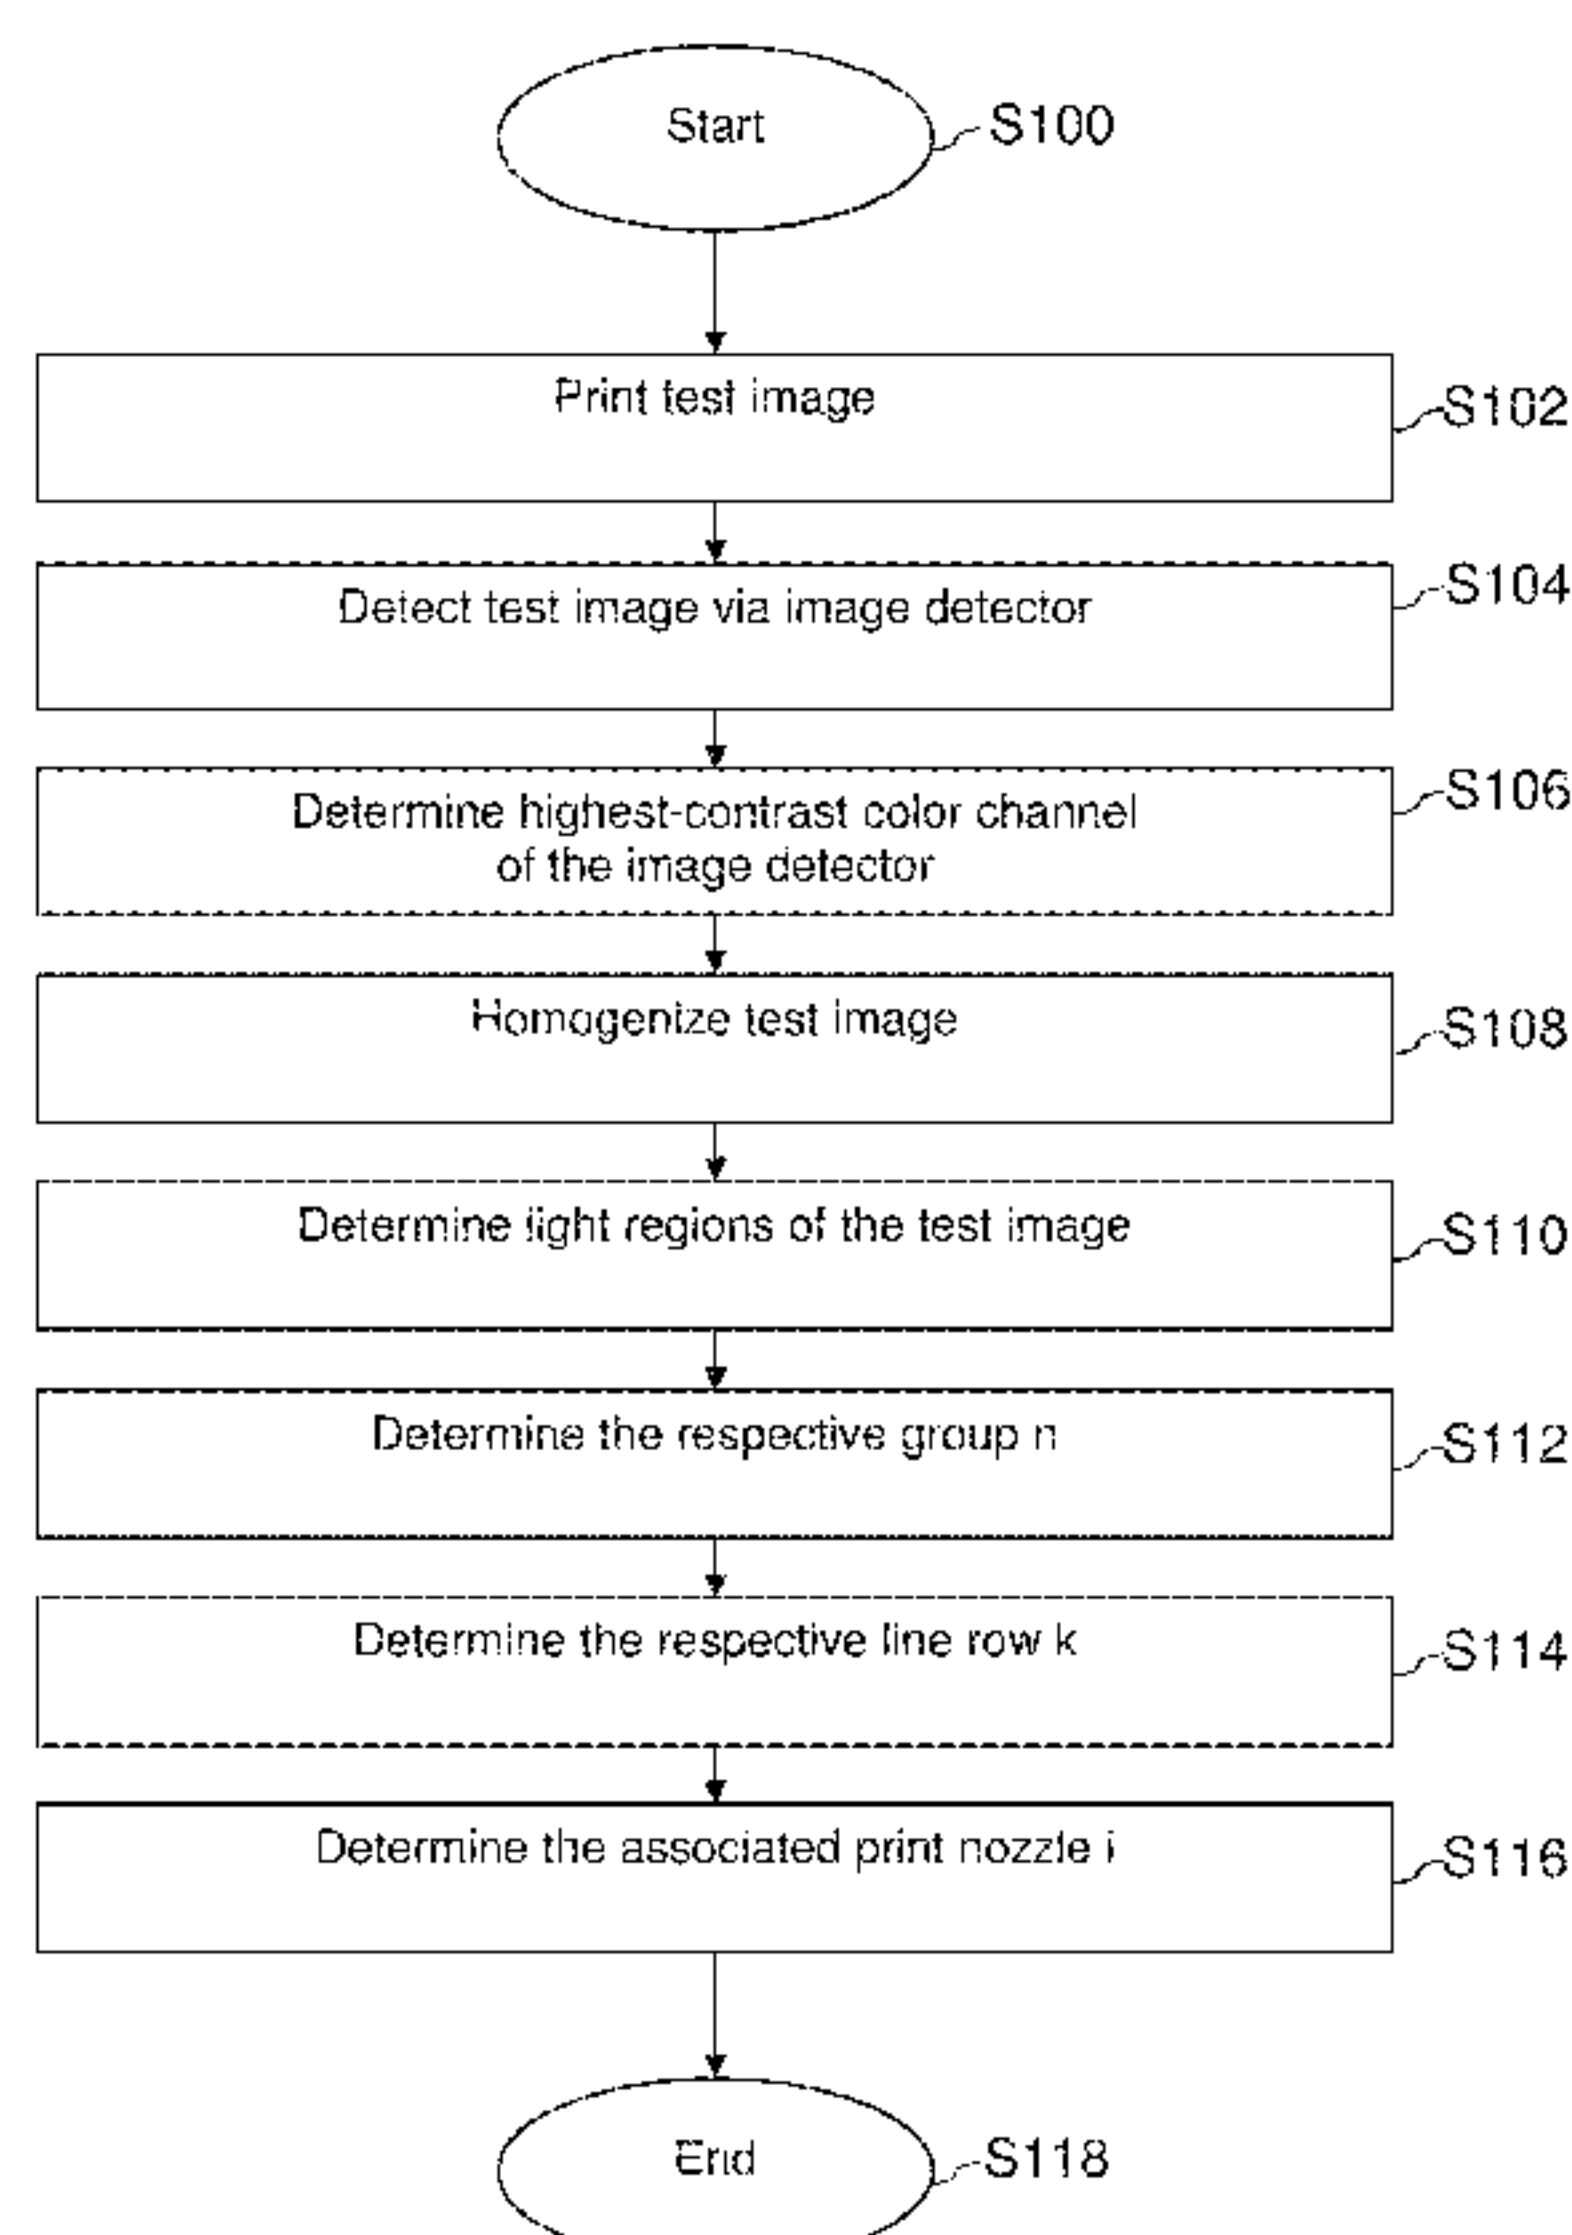 Start
S100
Print test image
S102
Detect test image via image detector
S104
Determine highest-contrast color channel
of the image detector
S106
Homogenize test image
S108
Determine light regions of the test image
S110
Determine the respective group n
S112
Determine the respective line row k
S114
Determine the associated print nozzle i
S116
End
S118